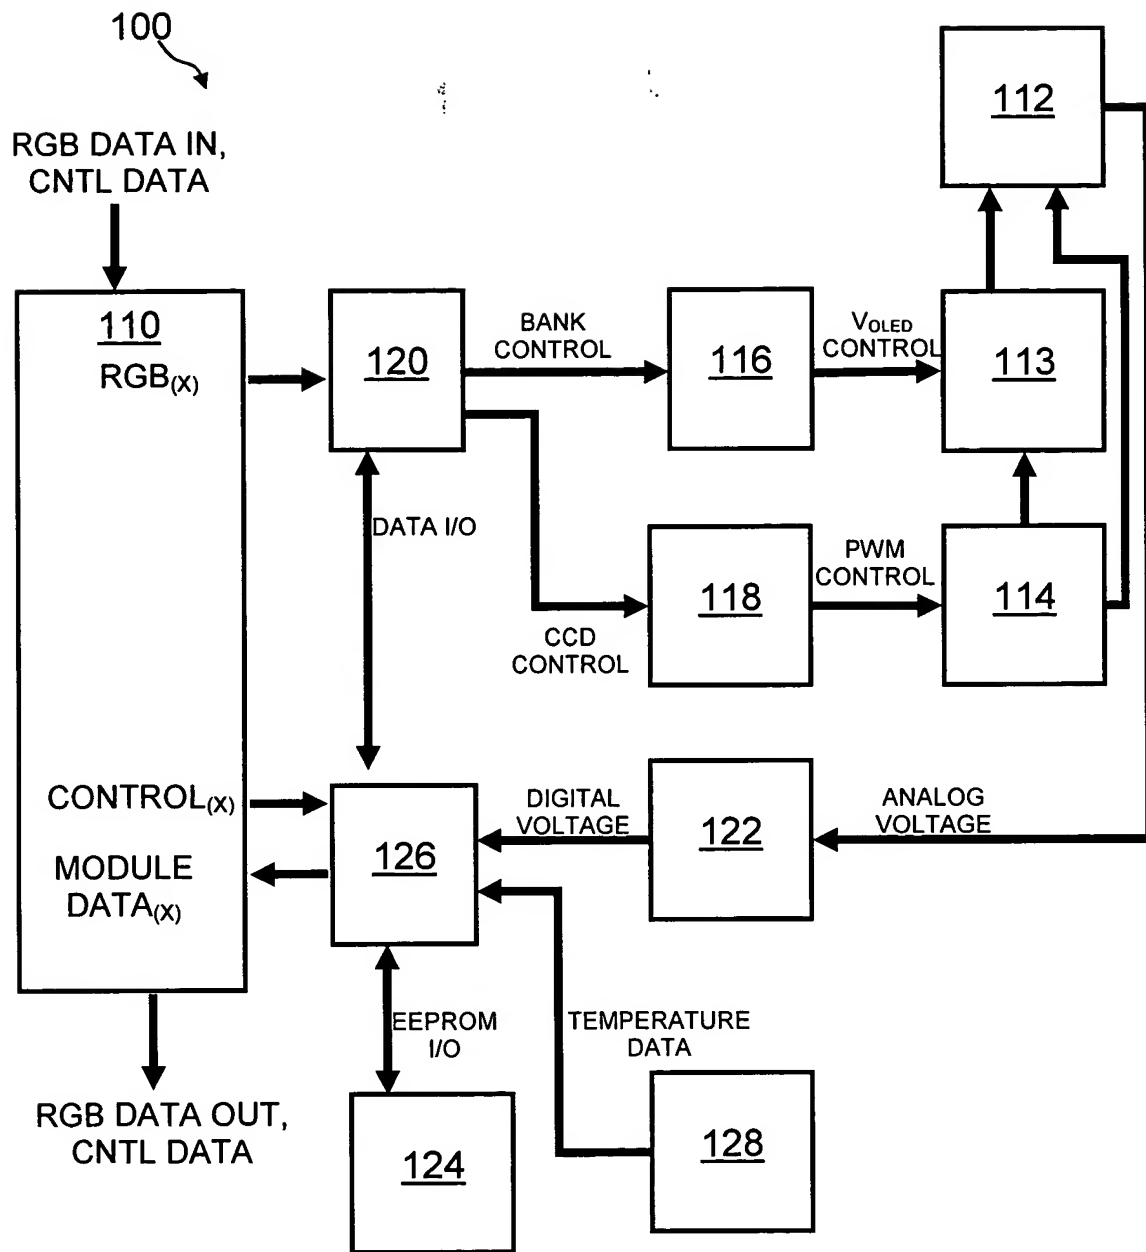 100
RGB DATA IN,
CNTL DATA
112
110
RGB(X)
120
BANK
CONTROL
116
VOLED
CONTROL
113
DATA I/O
118
CCD
CONTROL
PWM
CONTROL
114
CONTROL(X)
MODULE
DATA(X)
126
DIGITAL
VOLTAGE
122
ANALOG
VOLTAGE
EEPROM
I/O
TEMPERATURE
DATA
124
128
RGB DATA OUT,
CNTL DATA